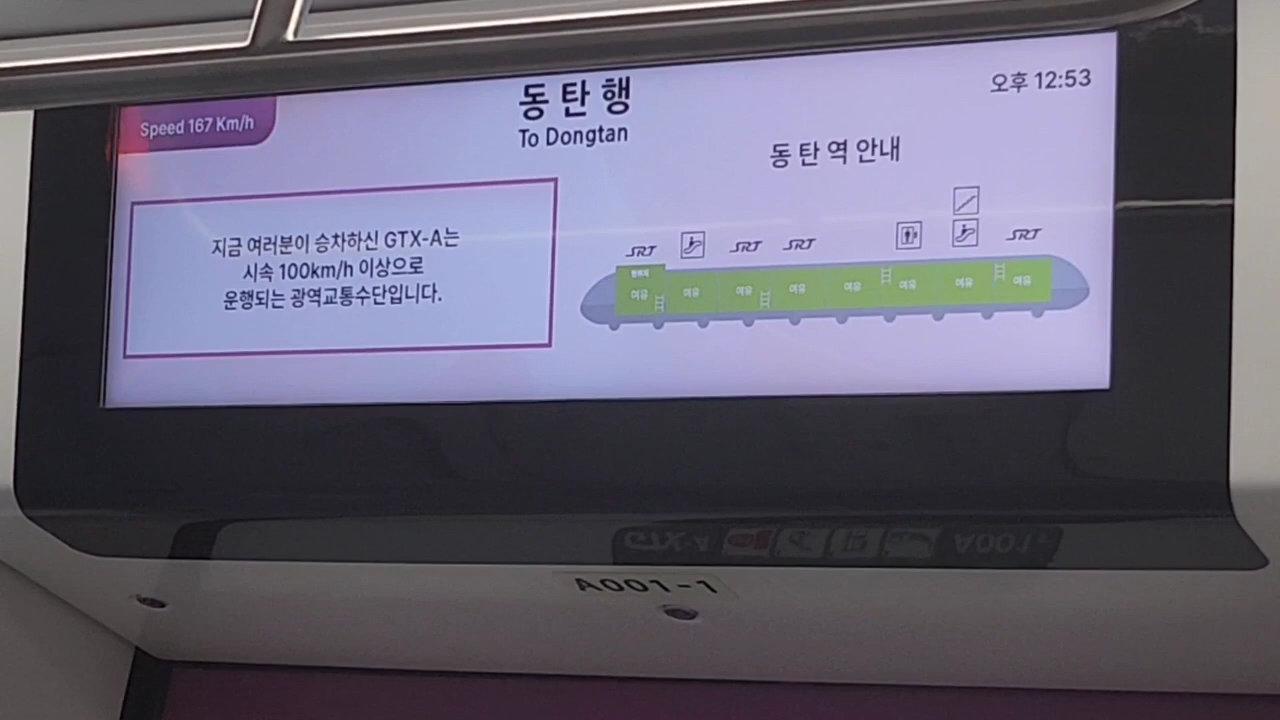 Speed 167 Km/h
동탄행
To Dongtan
오후 12:53
동탄역 안내
지금 여러분이 승차하신 GTX-A는
시속 100km/h 이상으로
운행되는 광역교통수단입니다.
SRT SRT SRT SRT
여유 여유 여유 여유 여유 여유 여유 여유
GTX-A
A001-1